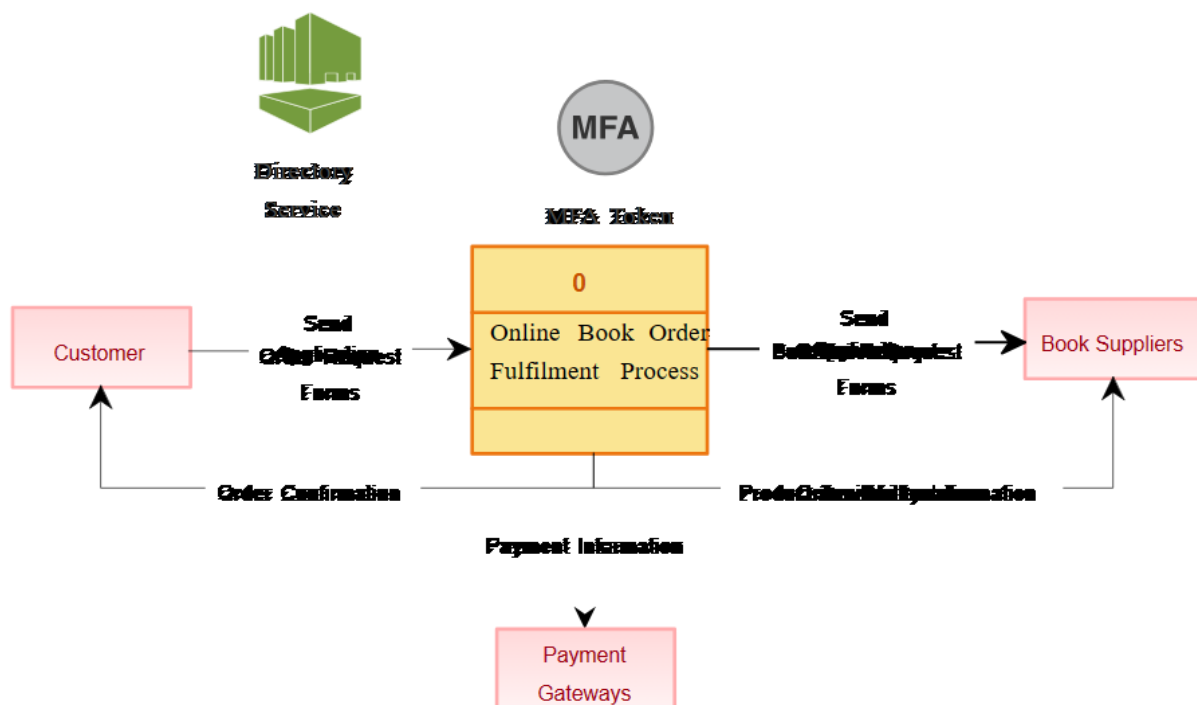 MFA
Directory
Service
MFA Token
0
Online Book Order
Fulfilment Process
Customer
Send
Request
Forms
Send
Forms
Book Suppliers
Order Confirmation
Payment Information
Payment
Gateways